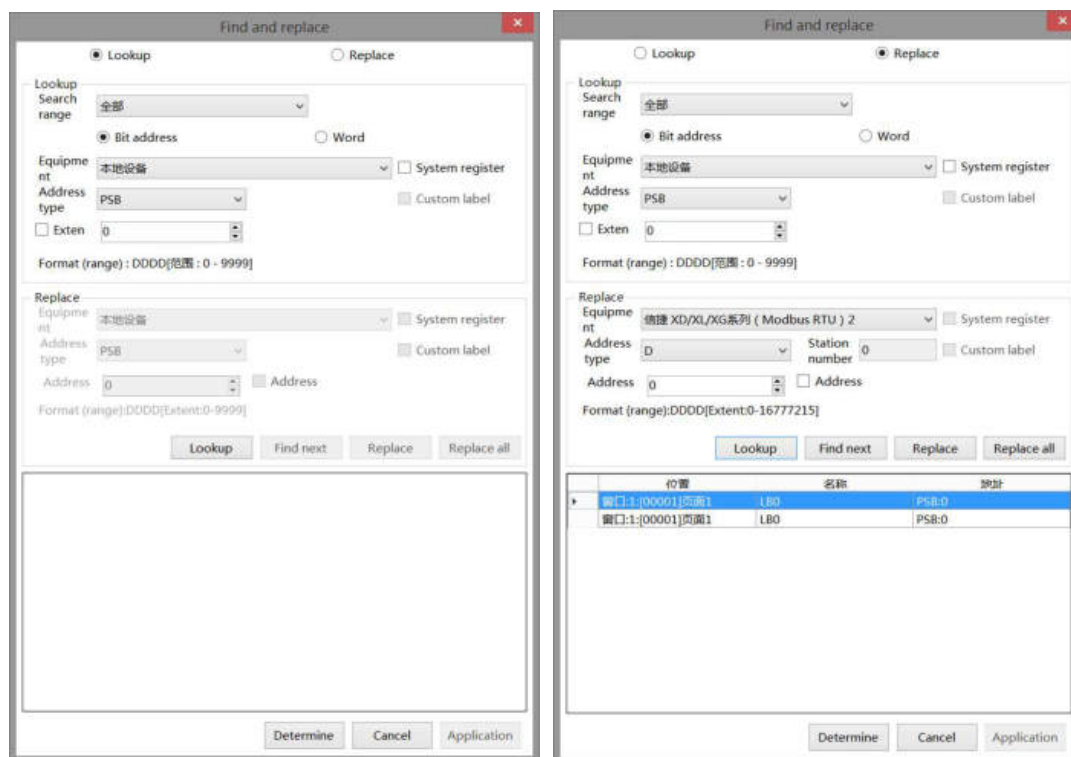 Find and replace
Lookup Replace
Lookup
Search range 全部
Bit address Word
Equipment 本地设备 System register
Address type PSB Custom label
Exten 0
Format (range) : DDDD[范围 : 0 - 9999]
Replace
Equipment 本地设备 System register
Address type PSB Custom label
Address 0 Address
Format (range):DDDD[Extent:0-9999]
Lookup Find next Replace Replace all
Determine Cancel Application
Find and replace
Lookup Replace
Lookup
Search range 全部
Bit address Word
Equipment 本地设备 System register
Address type PSB Custom label
Exten 0
Format (range) : DDDD[范围 : 0 - 9999]
Replace
Equipment 信捷 XD/XL/XG系列 ( Modbus RTU ) 2 System register
Address type D Station number 0 Custom label
Address 0 Address
Format (range):DDDD[Extent:0-16777215]
Lookup Find next Replace Replace all
位置 名称 地址
窗口:1:[00001]页面1 LB0 PSB:0
窗口:1:[00001]页面1 LB0 PSB:0
Determine Cancel Application